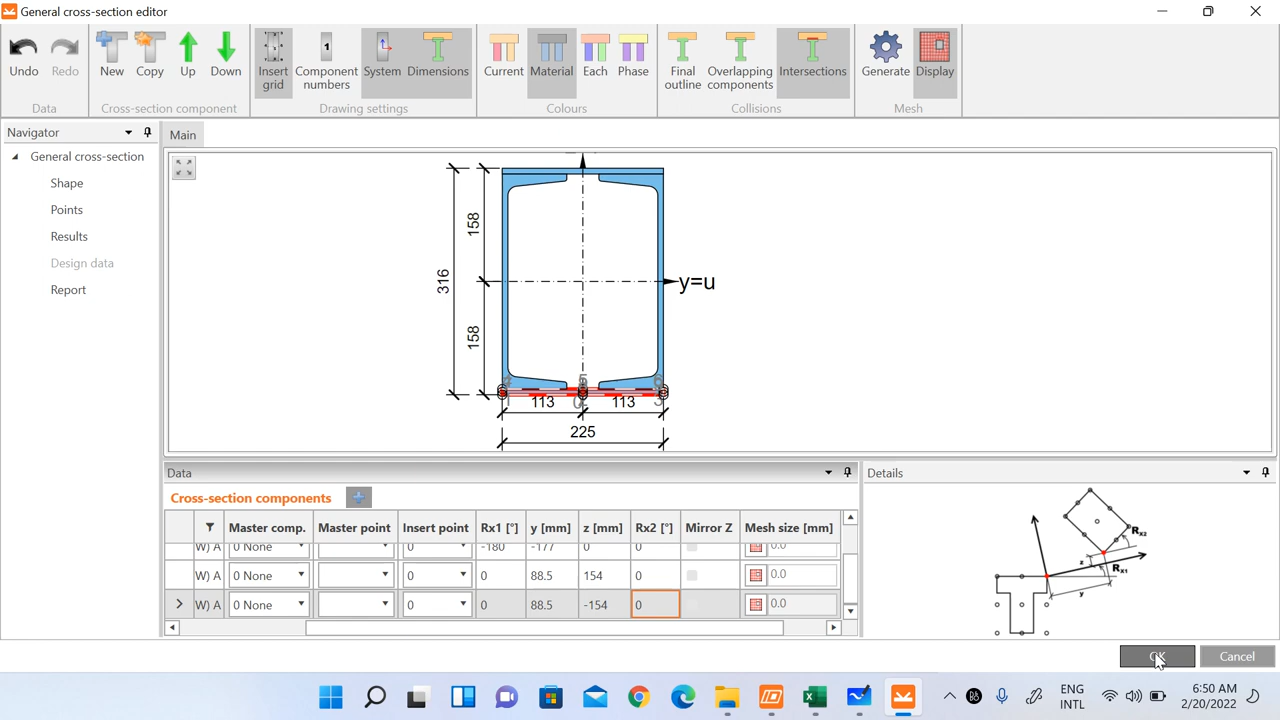 General cross-section editor
Undo Redo New Copy Up Down Insert grid Component numbers System Dimensions Current Material Each Phase Final outline Overlapping components Intersections Generate Display
Data Cross-section component Drawing settings Colours Collisions Mesh
Navigator
General cross-section
Shape
Points
Results
Design data
Report
Main
158
316
158
y=u
113 113
225
Data
Cross-section components
Master comp. Master point Insert point Rx1 [°] y [mm] z [mm] Rx2 [°] Mirror Z Mesh size [mm]
W) A 0 None 0 -180 -177 0 0 0.0
W) A 0 None 0 0 88.5 154 0 0.0
W) A 0 None 0 0 88.5 -154 0 0.0
Details
Rx2
z
Rx1
y
OK Cancel
ENG
INTL
6:50 AM
2/20/2022